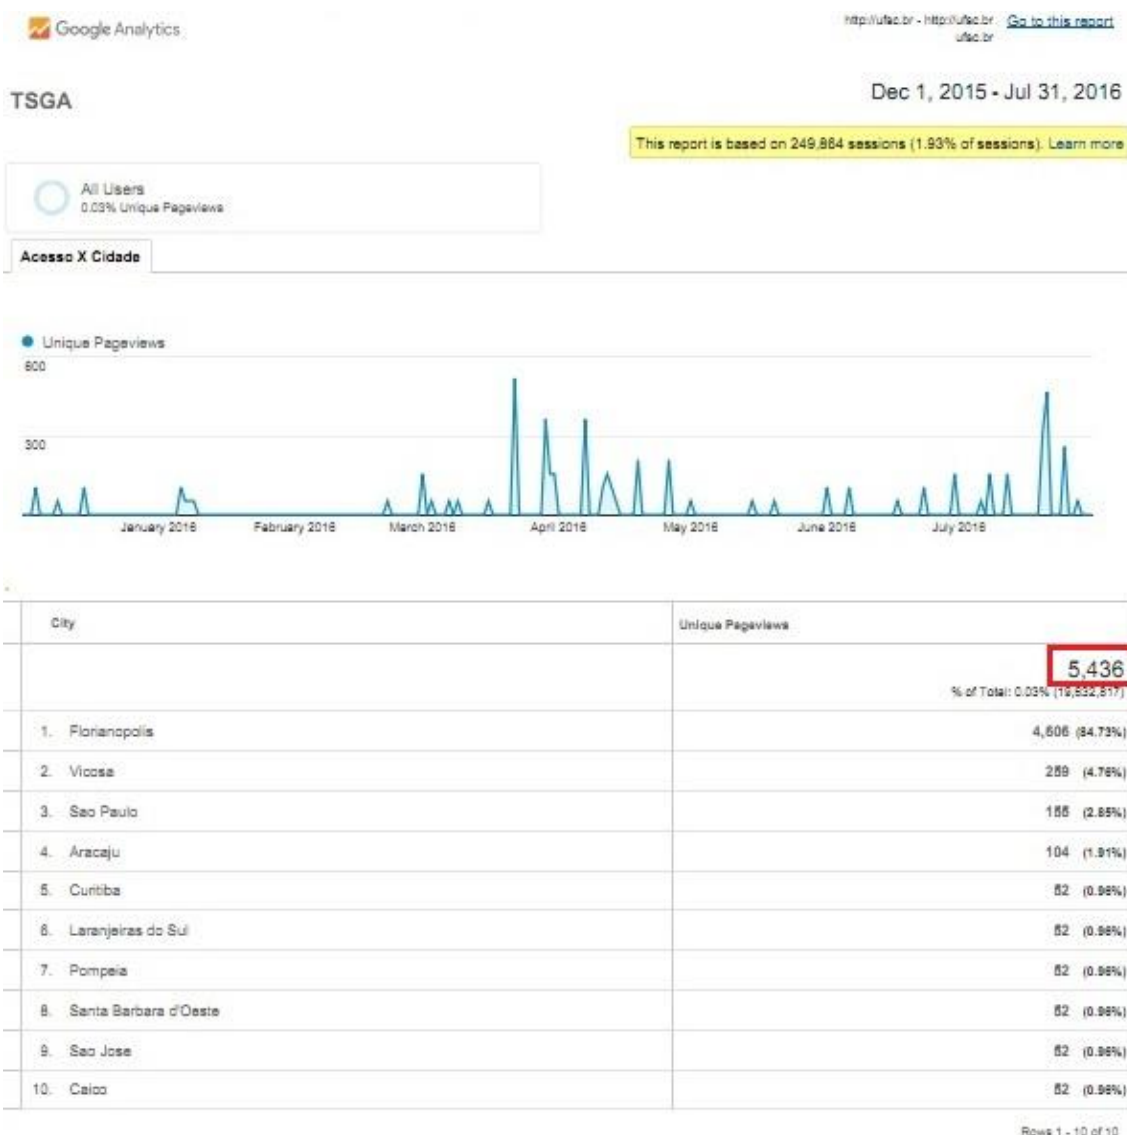 Google Analytics
http://ufsc.br - http://ufsc.br Go to this report
ufsc.br
TSGA
Dec 1, 2015 - Jul 31, 2016
This report is based on 249,864 sessions (1.93% of sessions). Learn more
All Users
0.03% Unique Pageviews
Acesso X Cidade
Unique Pageviews
600
300
January 2016 February 2016 March 2016 April 2016 May 2016 June 2016 July 2016
City Unique Pageviews
5,436
% of Total: 0.03%
1. Florianopolis 4,606 (84.73%)
2. Vicosa 259 (4.76%)
3. Sao Paulo 155 (2.85%)
4. Aracaju 104 (1.91%)
5. Curitiba 52 (0.96%)
6. Laranjeiras do Sul 52 (0.96%)
7. Pompeia 52 (0.96%)
8. Santa Barbara d'Oeste 52 (0.96%)
9. Sao Jose 52 (0.96%)
10. Caico 52 (0.96%)
Rows 1 - 10 of 10